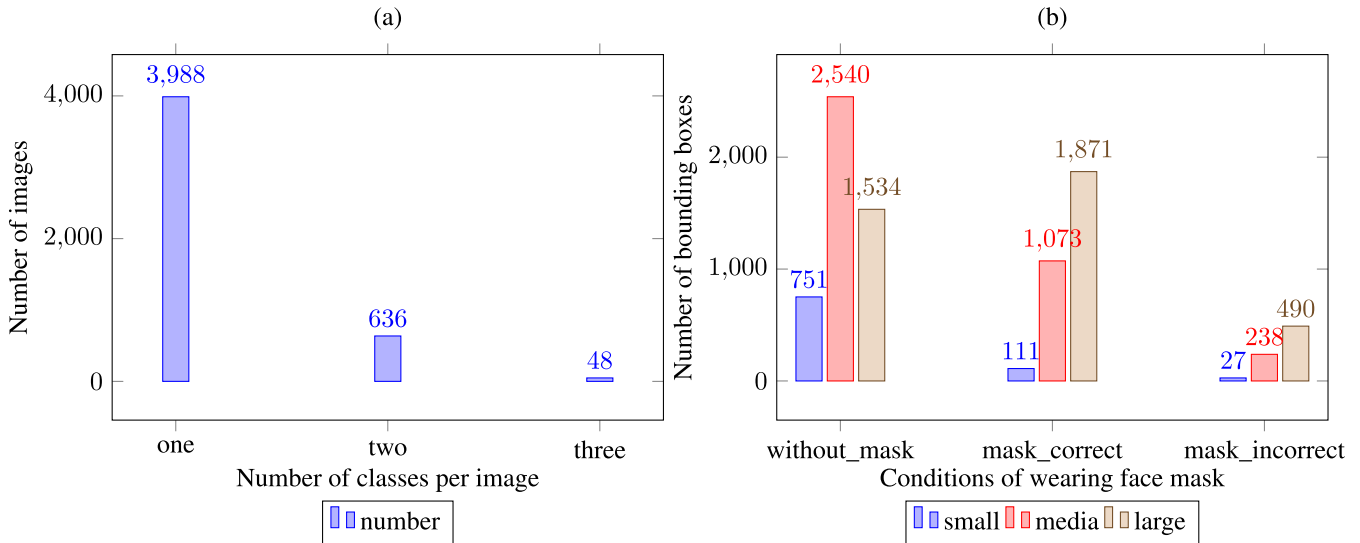 (a)
Number of images
4,000
2,000
0
3,988
636
48
one
two
three
Number of classes per image
number
(b)
Number of bounding boxes
2,000
1,000
0
751
2,540
1,534
111
1,073
1,871
27
238
490
without_mask
mask_correct
mask_incorrect
Conditions of wearing face mask
small media large